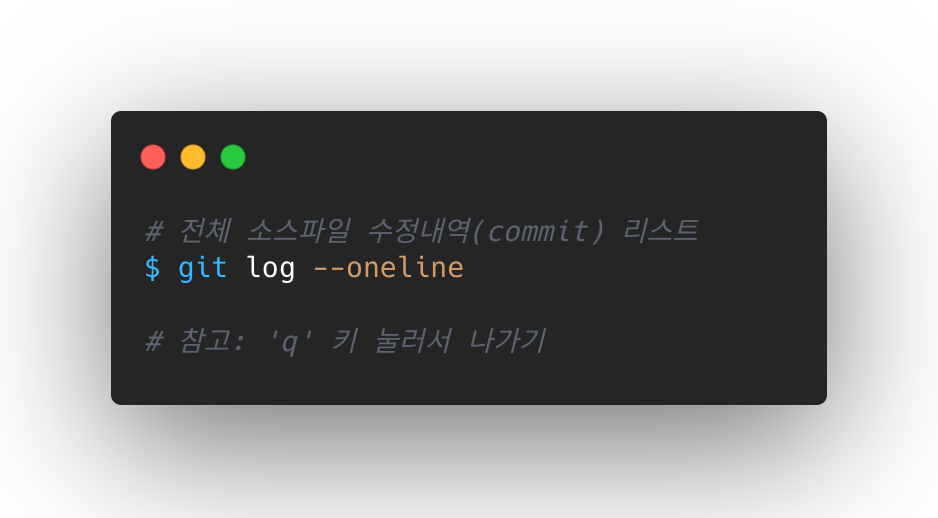 # 전체 소스파일 수정내역(commit) 리스트
$ git log --oneline
# 참고: 'q' 키 눌러서 나가기